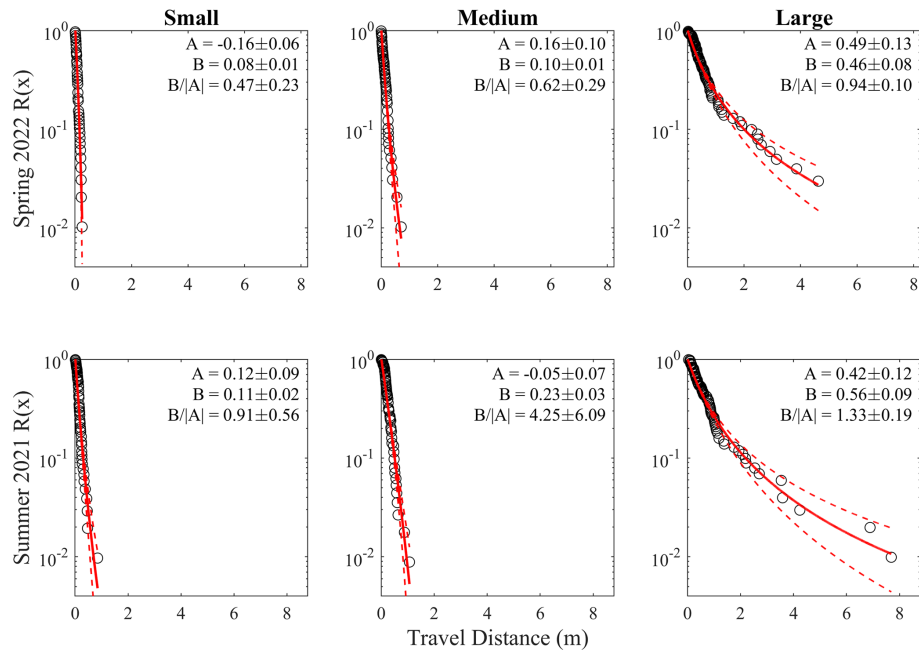 Small Medium Large
Spring 2022 R(x)
10^0
10^-1
10^-2
A = -0.16±0.06
B = 0.08±0.01
B/|A| = 0.47±0.23
0 2 4 6 8
10^0
10^-1
10^-2
A = 0.16±0.10
B = 0.10±0.01
B/|A| = 0.62±0.29
0 2 4 6 8
10^0
10^-1
10^-2
A = 0.49±0.13
B = 0.46±0.08
B/|A| = 0.94±0.10
0 2 4 6 8
Summer 2021 R(x)
10^0
10^-1
10^-2
A = 0.12±0.09
B = 0.11±0.02
B/|A| = 0.91±0.56
0 2 4 6 8
10^0
10^-1
10^-2
A = -0.05±0.07
B = 0.23±0.03
B/|A| = 4.25±6.09
0 2 4 6 8
10^0
10^-1
10^-2
A = 0.42±0.12
B = 0.56±0.09
B/|A| = 1.33±0.19
0 2 4 6 8
Travel Distance (m)